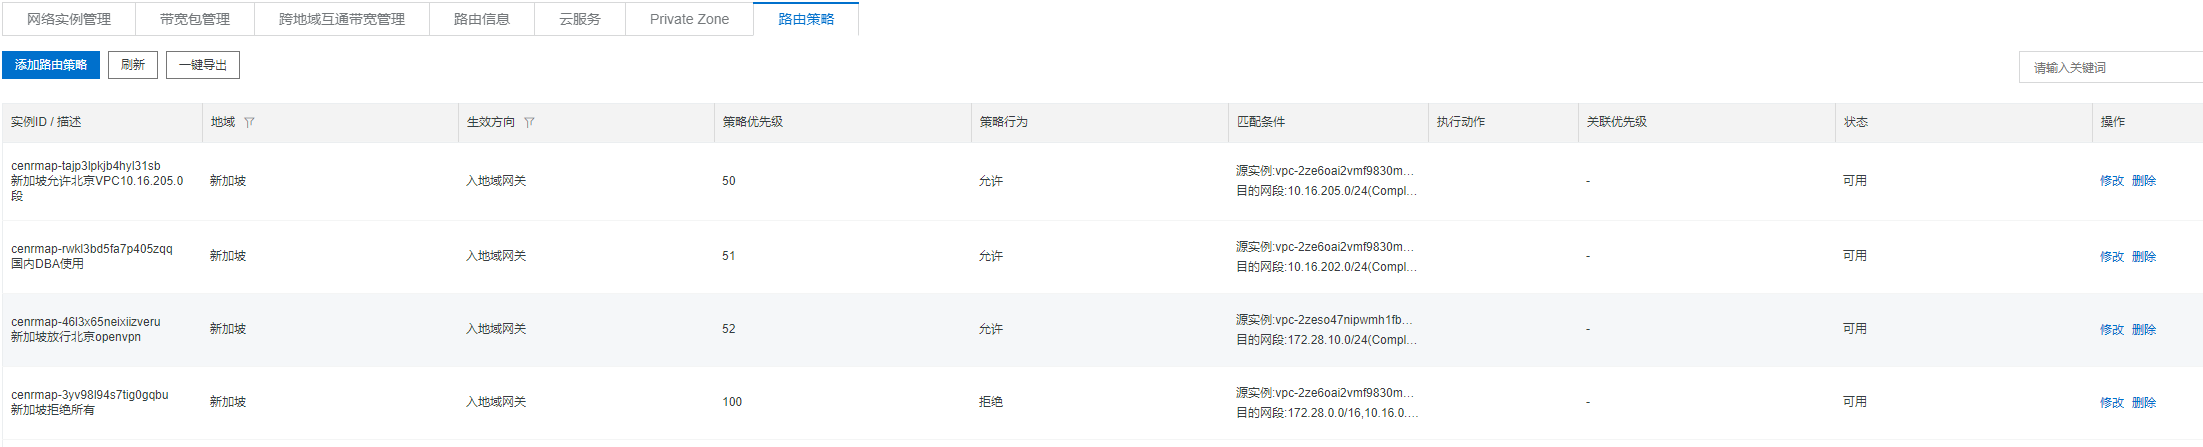 网络实例管理 带宽包管理 跨地域互通带宽管理 路由信息 云服务 Private Zone 路由策略
添加路由策略 刷新 一键导出 请输入关键词
实例ID / 描述 地域 生效方向 策略优先级 策略行为 匹配条件 执行动作 关联优先级 状态 操作
cenrmap-tajp3lpkjb4hyl31sb
新加坡允许北京VPC10.16.205.0
段
新加坡 入地域网关 50 允许
源实例:vpc-2ze6oai2vmf9830m...
目的网段:10.16.205.0/24(Compl...
- 可用 修改 删除
cenrmap-rwkl3bd5fa7p405zqq
国内DBA使用
新加坡 入地域网关 51 允许
源实例:vpc-2ze6oai2vmf9830m...
目的网段:10.16.202.0/24(Compl...
- 可用 修改 删除
cenrmap-46l3x65neixiizveru
新加坡放行北京openvpn
新加坡 入地域网关 52 允许
源实例:vpc-2zeso47nipwmh1fb...
目的网段:172.28.10.0/24(Compl...
- 可用 修改 删除
cenrmap-3yv98l94s7tig0gqbu
新加坡拒绝所有
新加坡 入地域网关 100 拒绝
源实例:vpc-2ze6oai2vmf9830m...
目的网段:172.28.0.0/16,10.16.0....
- 可用 修改 删除